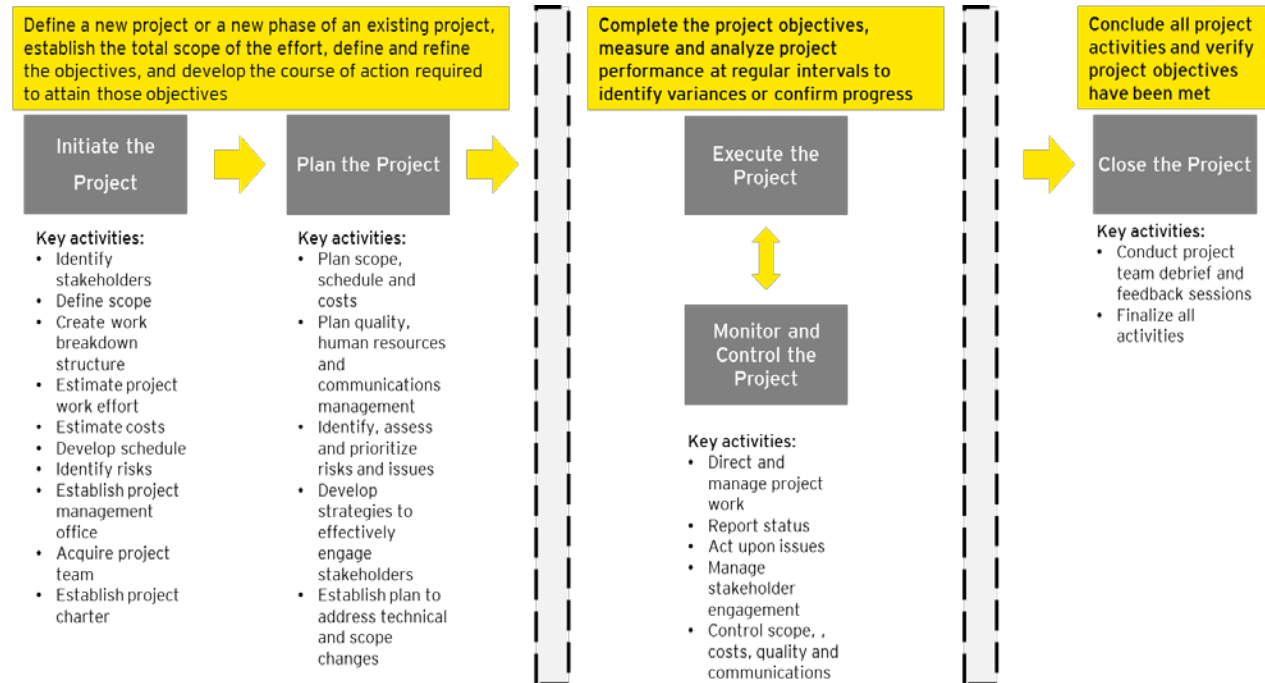 Define a new project or a new phase of an existing project,
establish the total scope of the effort, define and refine
the objectives, and develop the course of action required
to attain those objectives
Initiate the
Project
Key activities:
• Identify
stakeholders
• Define scope
• Create work
breakdown
structure
• Estimate project
work effort
• Estimate costs
• Develop schedule
• Identify risks
• Establish project
management
office
• Acquire project
team
• Establish project
charter
Plan the Project
Key activities:
• Plan scope,
schedule and
costs
• Plan quality,
human resources
and
communications
management
• Identify, assess
and prioritize
risks and issues
• Develop
strategies to
effectively
engage
stakeholders
• Establish plan to
address technical
and scope
changes
Complete the project objectives,
measure and analyze project
performance at regular intervals to
identify variances or confirm progress
Execute the
Project
Monitor and
Control the
Project
Key activities:
• Direct and
manage project
work
• Report status
• Act upon issues
• Manage
stakeholder
engagement
• Control scope, ,
costs, quality and
communications
Conclude all project
activities and verify
project objectives
have been met
Close the Project
Key activities:
• Conduct project
team debrief and
feedback sessions
• Finalize all
activities